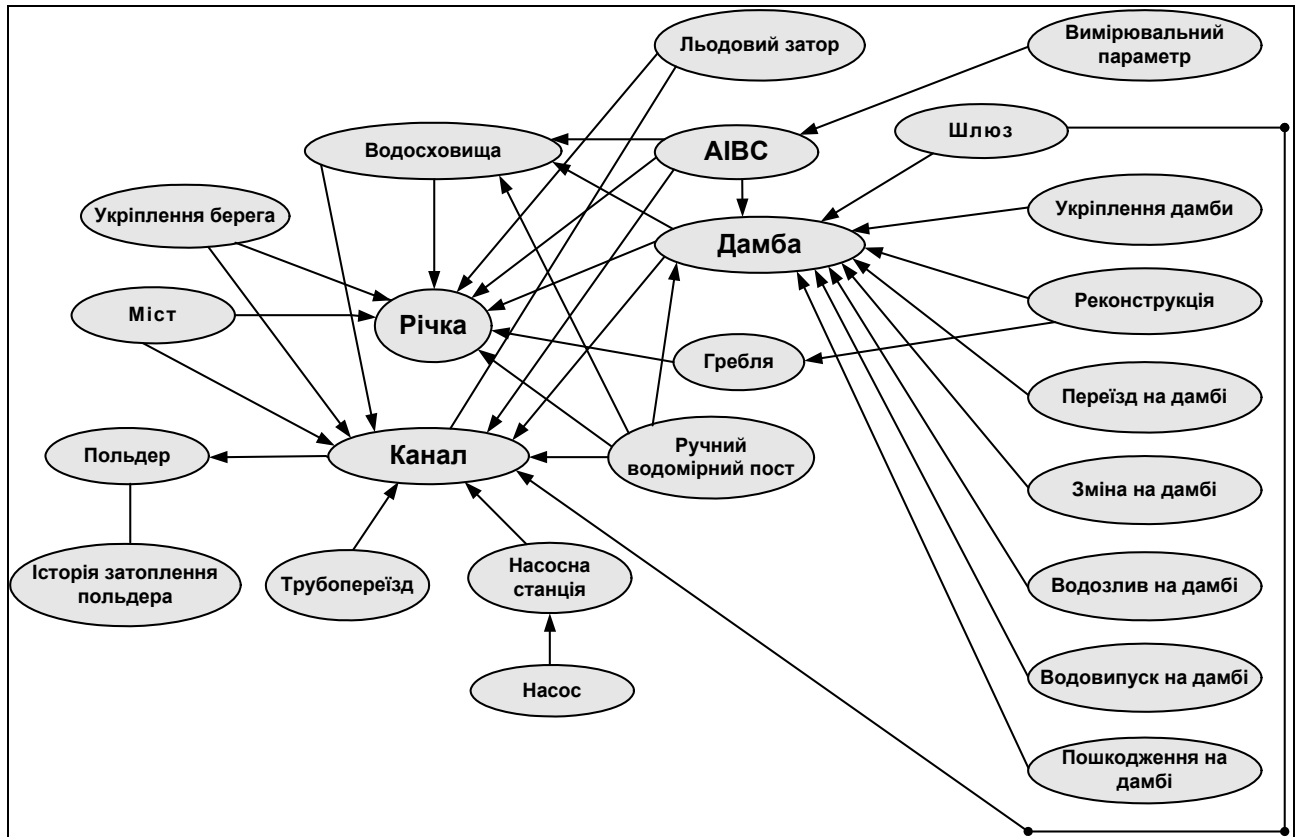 Льодовий затор
Вимірювальний
параметр
Шлюз
Водосховища
АІВС
Укріплення берега
Укріплення дамби
Дамба
Міст
Річка
Реконструкція
Гребля
Переїзд на дамбі
Польдер
Канал
Ручний
водомірний пост
Зміна на дамбі
Історія затоплення
польдера
Трубопереїзд
Насосна
станція
Водозлив на дамбі
Насос
Водовипуск на дамбі
Пошкодження на
дамбі